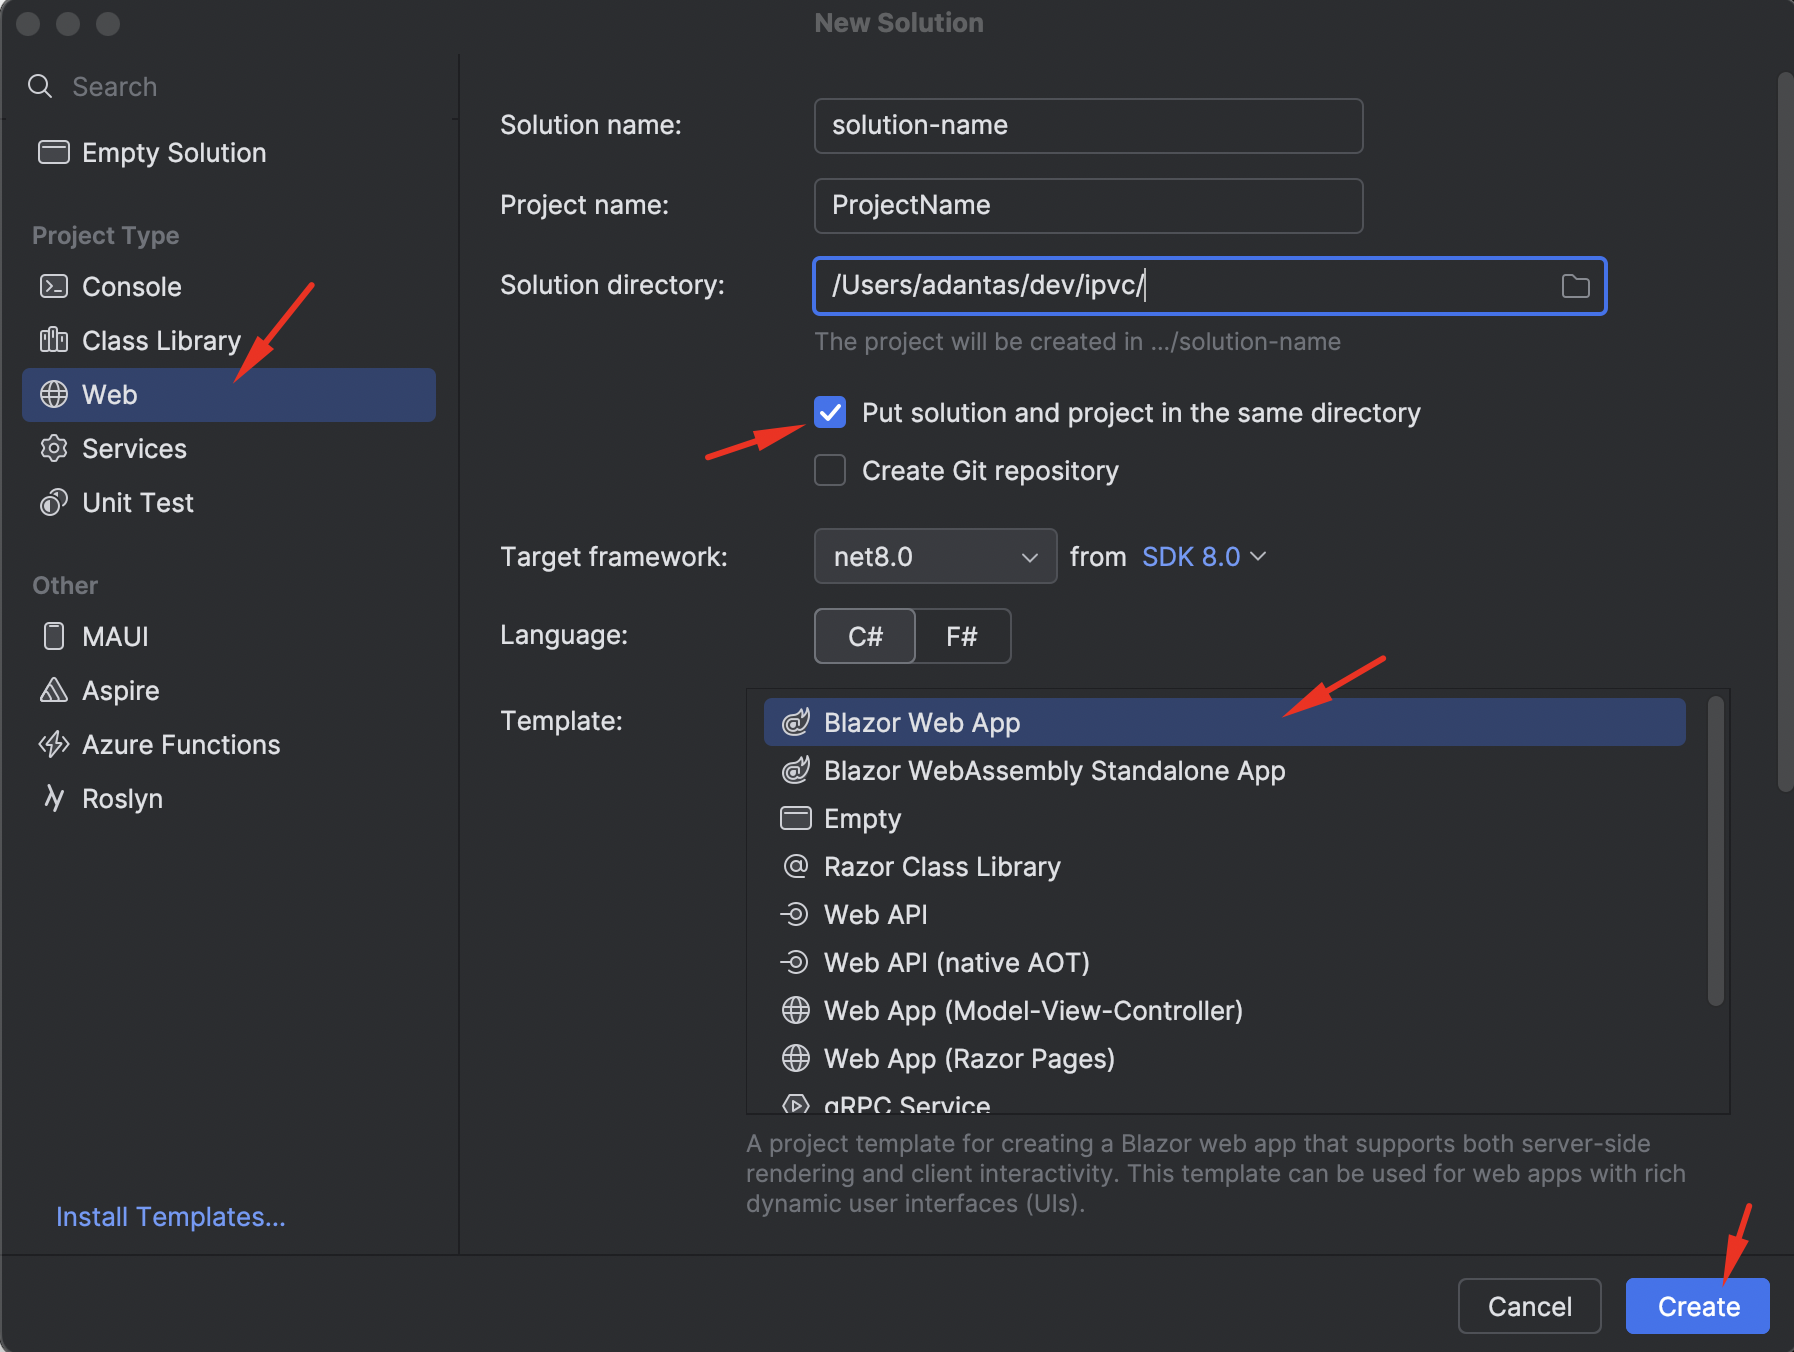 New Solution
Search
Empty Solution
Project Type
Console
Class Library
Web
Services
Unit Test
Other
MAUI
Aspire
Azure Functions
Roslyn
Install Templates...
Solution name:
solution-name
Project name:
ProjectName
Solution directory:
/Users/adantas/dev/ipvc/
The project will be created in .../solution-name
Put solution and project in the same directory
Create Git repository
Target framework:
net8.0
from SDK 8.0
Language:
C#
F#
Template:
Blazor Web App
Blazor WebAssembly Standalone App
Empty
Razor Class Library
Web API
Web API (native AOT)
Web App (Model-View-Controller)
Web App (Razor Pages)
gRPC Service
A project template for creating a Blazor web app that supports both server-side
rendering and client interactivity. This template can be used for web apps with rich
dynamic user interfaces (UIs).
Cancel
Create